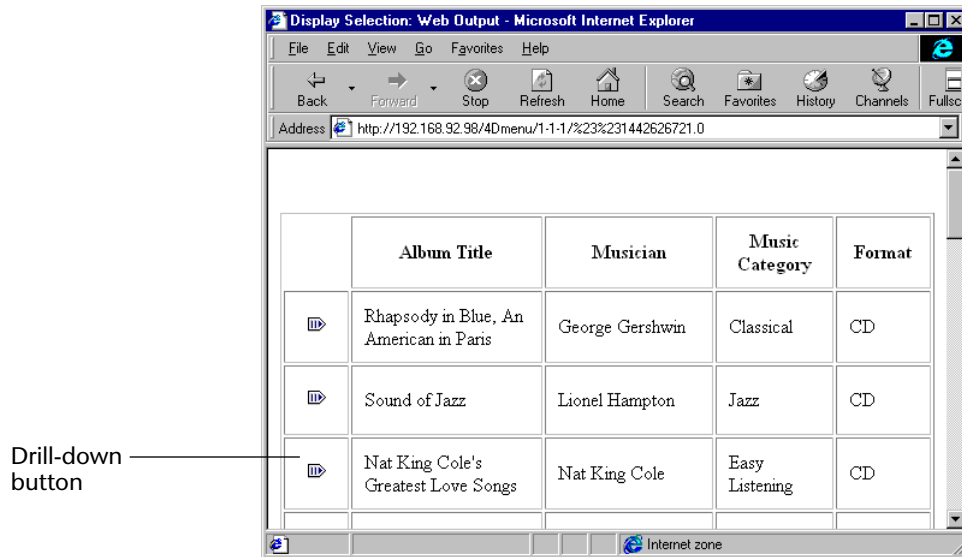 Display Selection: Web Output - Microsoft Internet Explorer
File Edit View Go Favorites Help
Back Forward Stop Refresh Home Search Favorites History Channels Fullsc
Address http://192.168.92.98/4Dmenu/1-1-1/%23%231442626721.0
Album Title Musician Music Category Format
Rhapsody in Blue, An American in Paris George Gershwin Classical CD
Sound of Jazz Lionel Hampton Jazz CD
Nat King Cole's Greatest Love Songs Nat King Cole Easy Listening CD
Drill-down
button
Internet zone